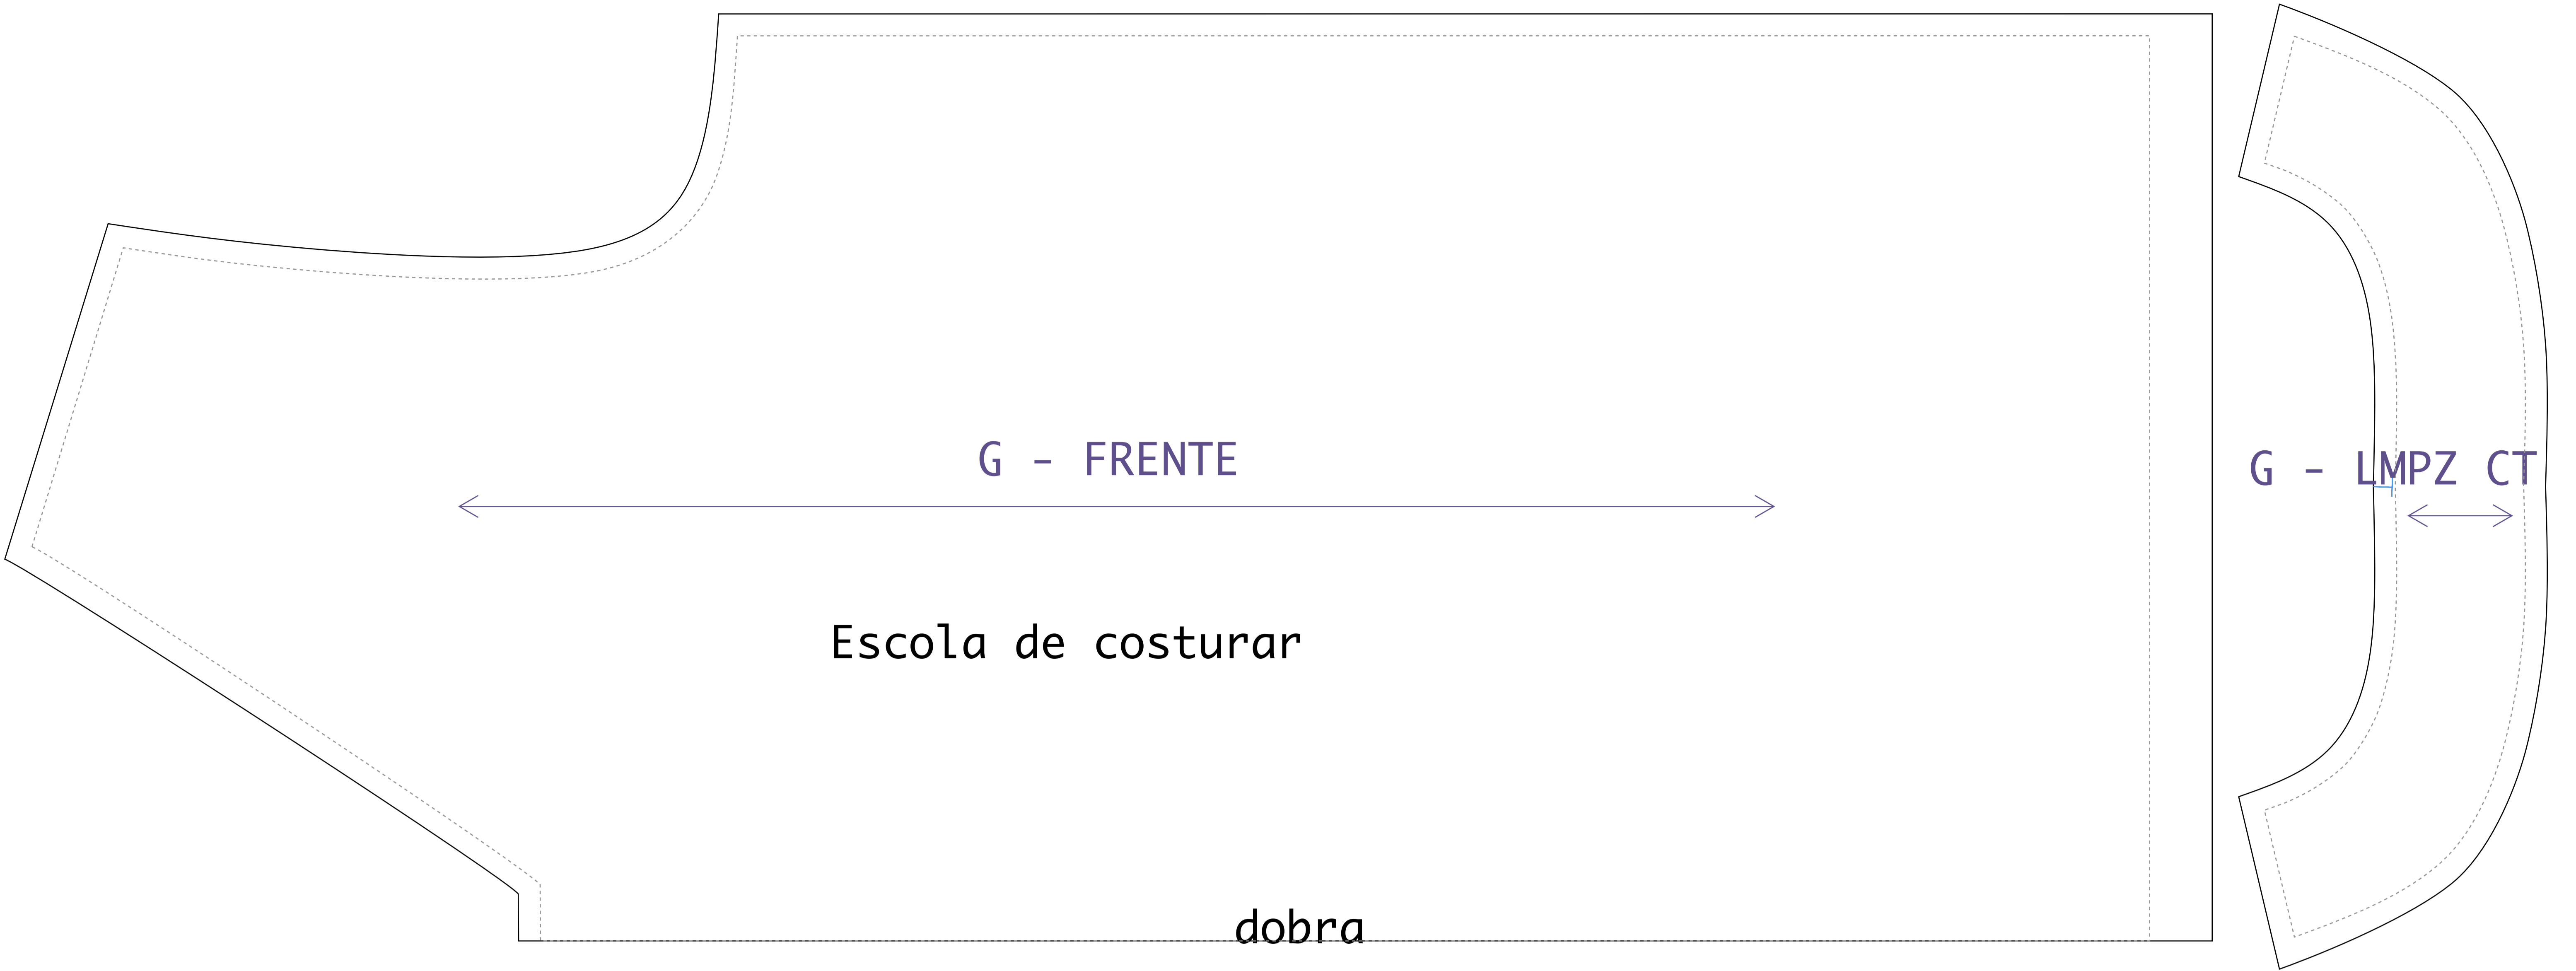 G - FRENTE
G - LMPZ CT
Escola de costurar
dobra